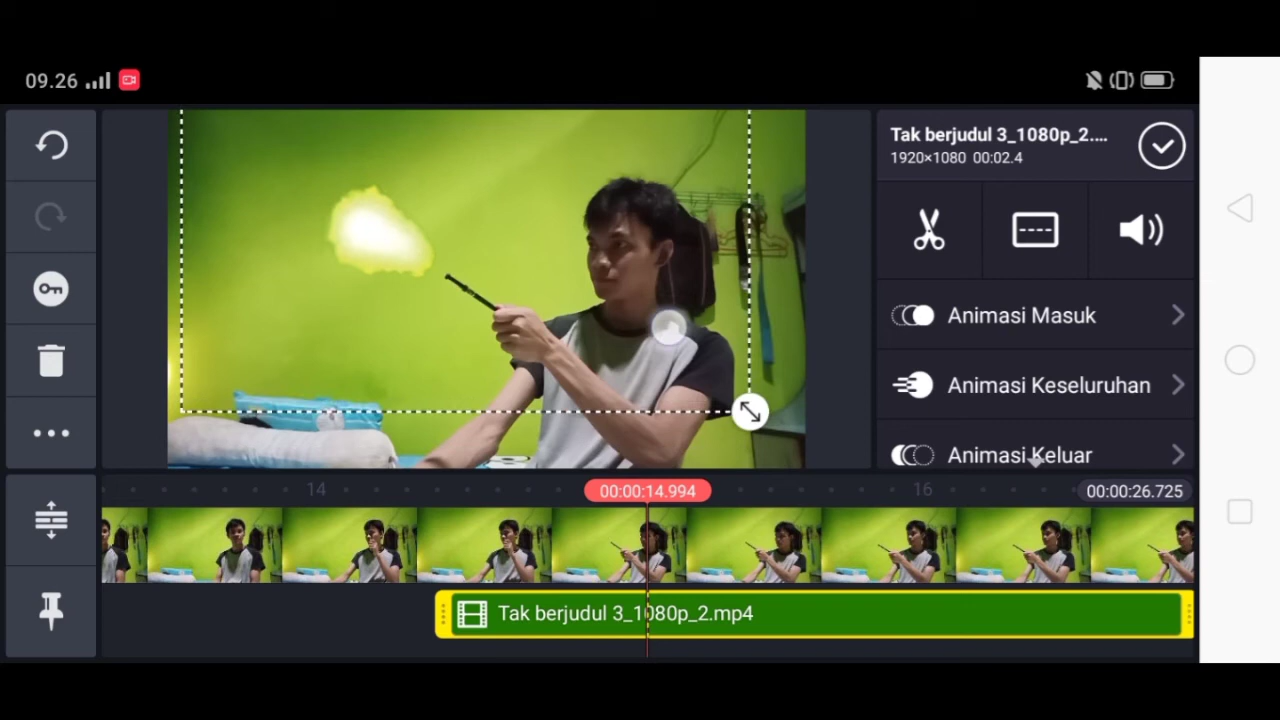 09.26
Tak berjudul 3_1080p_2....
1920×1080 00:02.4
Animasi Masuk
Animasi Keseluruhan
Animasi Keluar
14
00:00:14.994
16
00:00:26.725
Tak berjudul 3_1080p_2.mp4